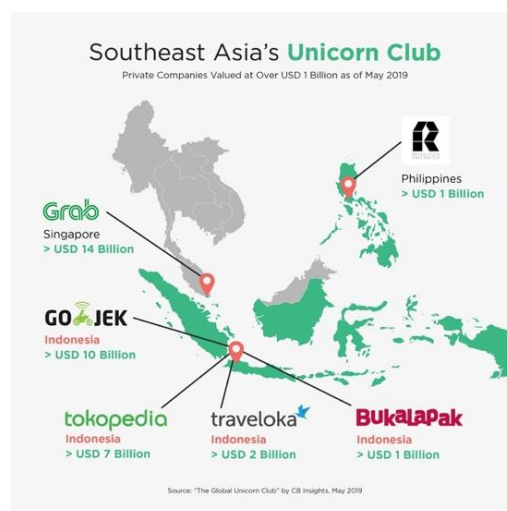 Southeast Asia's Unicorn Club
Private Companies Valued at Over USD 1 Billion as of May 2019
R
Philippines
> USD 1 Billion
Grab
Singapore
> USD 14 Billion
GO JEK
Indonesia
> USD 10 Billion
tokopedia
Indonesia
> USD 7 Billion
traveloka
Indonesia
> USD 2 Billion
BUKALAPAK
Indonesia
> USD 1 Billion
Source: "The Global Unicorn Club" by CB Insights, May 2019